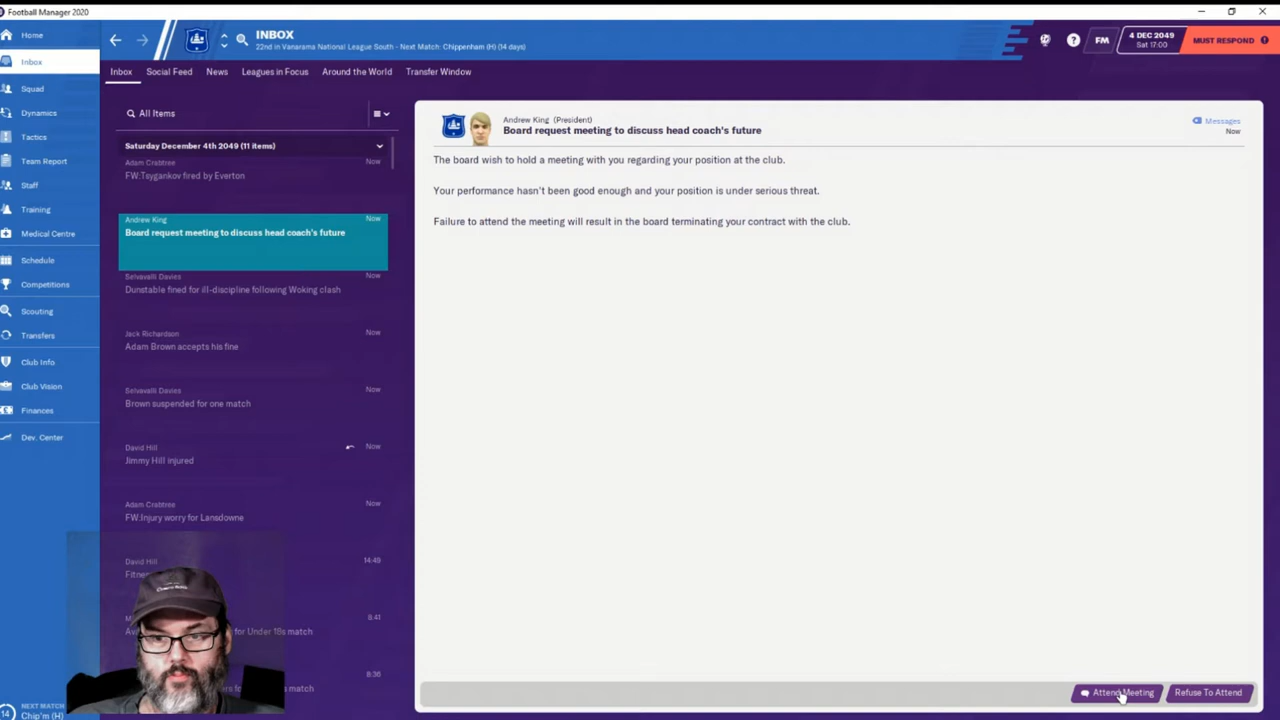 Football Manager 2020
Home
Inbox
Squad
Dynamics
Tactics
Team Report
Staff
Training
Medical Centre
Schedule
Competitions
Scouting
Transfers
Club Info
Club Vision
Finances
Dev. Center
14
NEXT MATCH
Chip'm (H)
INBOX
22nd in Vanarama National League South - Next Match: Chippenham (H) (14 days)
?
FM
4 DEC 2049
Sat 17:00
MUST RESPOND
Inbox Social Feed News Leagues in Focus Around the World Transfer Window
All Items
Saturday December 4th 2049 (11 items)
Adam Crabtree Now
FW:Tsygankov fired by Everton
Andrew King Now
Board request meeting to discuss head coach's future
Selvavalli Davies Now
Dunstable fined for ill-discipline following Woking clash
Jack Richardson Now
Adam Brown accepts his fine
Selvavalli Davies Now
Brown suspended for one match
David Hill Now
Jimmy Hill injured
Adam Crabtree Now
FW:Injury worry for Lansdowne
David Hill 14:49
8:41
for Under 18s match
8:36
match
Andrew King (President)
Board request meeting to discuss head coach's future
Messages
Now
The board wish to hold a meeting with you regarding your position at the club.
Your performance hasn't been good enough and your position is under serious threat.
Failure to attend the meeting will result in the board terminating your contract with the club.
Attend Meeting
Refuse To Attend